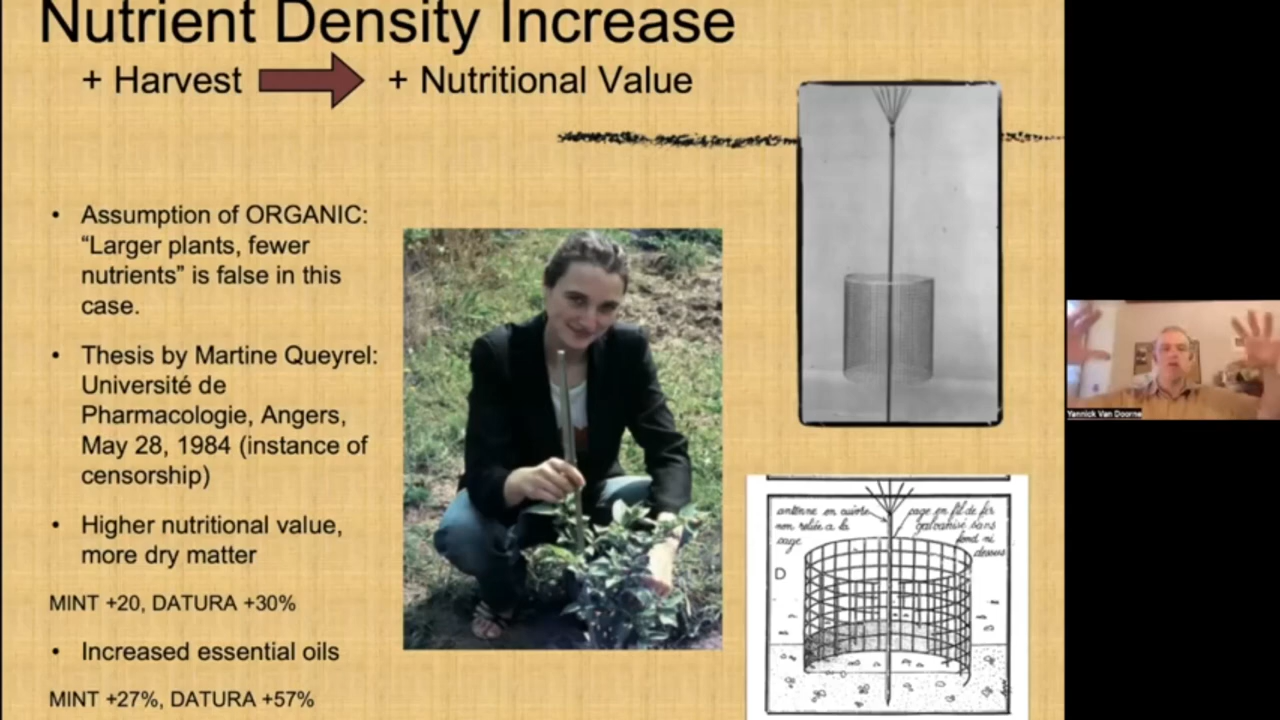 Nutrient Density Increase
+ Harvest + Nutritional Value
• Assumption of ORGANIC:
“Larger plants, fewer
nutrients” is false in this
case.
• Thesis by Martine Queyrel:
Université de
Pharmacologie, Angers,
May 28, 1984 (instance of
censorship)
• Higher nutritional value,
more dry matter
MINT +20, DATURA +30%
• Increased essential oils
MINT +27%, DATURA +57%
antenne en cuivre
non reliée a la
cage
cage en fil de fer
galvanisé sans
fond ni
dessus
D
Yannick Van Doorne